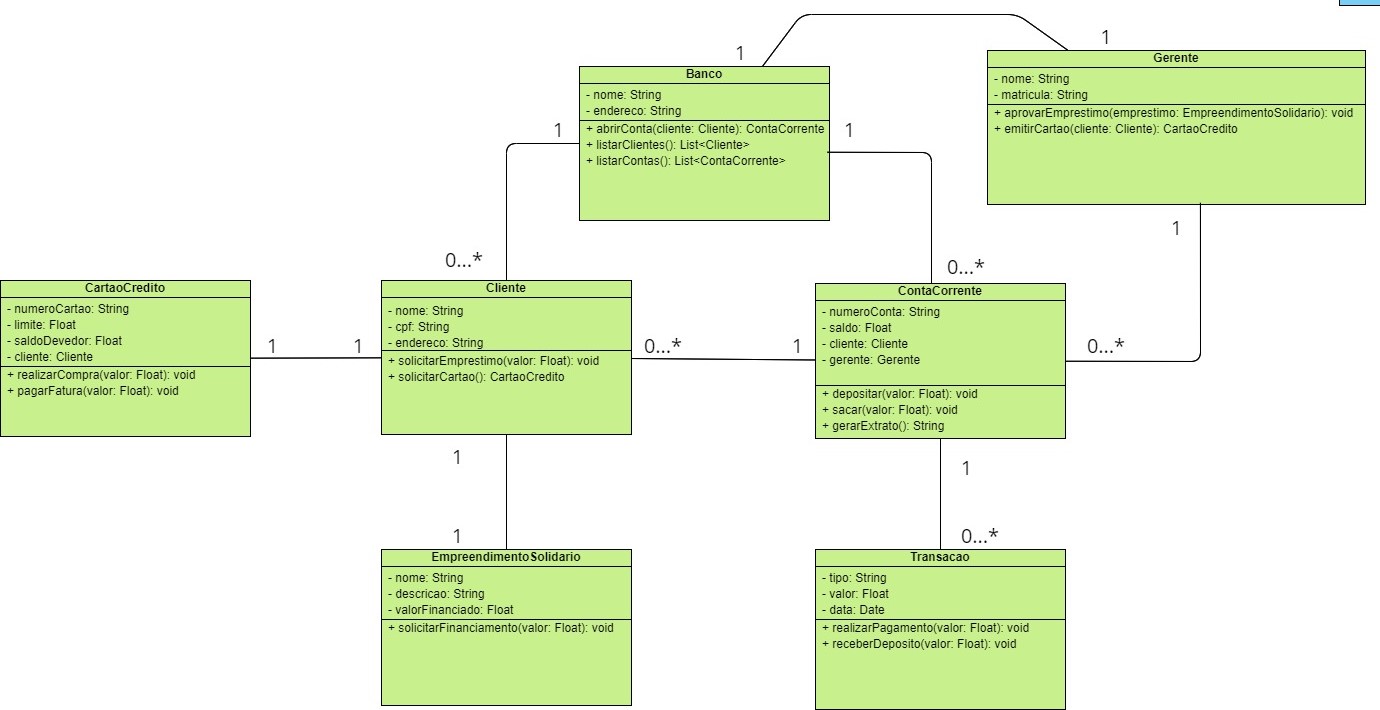 1
1
Banco
- nome: String
- endereco: String
+ abrirConta(cliente: Cliente): ContaCorrente
+ listarClientes(): List<Cliente>
+ listarContas(): List<ContaCorrente>
Gerente
- nome: String
- matricula: String
+ aprovarEmprestimo(emprestimo: EmpreendimentoSolidario): void
+ emitirCartao(cliente: Cliente): CartaoCredito
1
1
1
0...*
0...*
CartaoCredito
- numeroCartao: String
- limite: Float
- saldoDevedor: Float
- cliente: Cliente
+ realizarCompra(valor: Float): void
+ pagarFatura(valor: Float): void
1
1
Cliente
- nome: String
- cpf: String
- endereco: String
+ solicitarEmprestimo(valor: Float): void
+ solicitarCartao(): CartaoCredito
0...*
1
ContaCorrente
- numeroConta: String
- saldo: Float
- cliente: Cliente
- gerente: Gerente
+ depositar(valor: Float): void
+ sacar(valor: Float): void
+ gerarExtrato(): String
0...*
1
1
1
0...*
EmpreendimentoSolidario
- nome: String
- descricao: String
- valorFinanciado: Float
+ solicitarFinanciamento(valor: Float): void
Transacao
- tipo: String
- valor: Float
- data: Date
+ realizarPagamento(valor: Float): void
+ receberDeposito(valor: Float): void